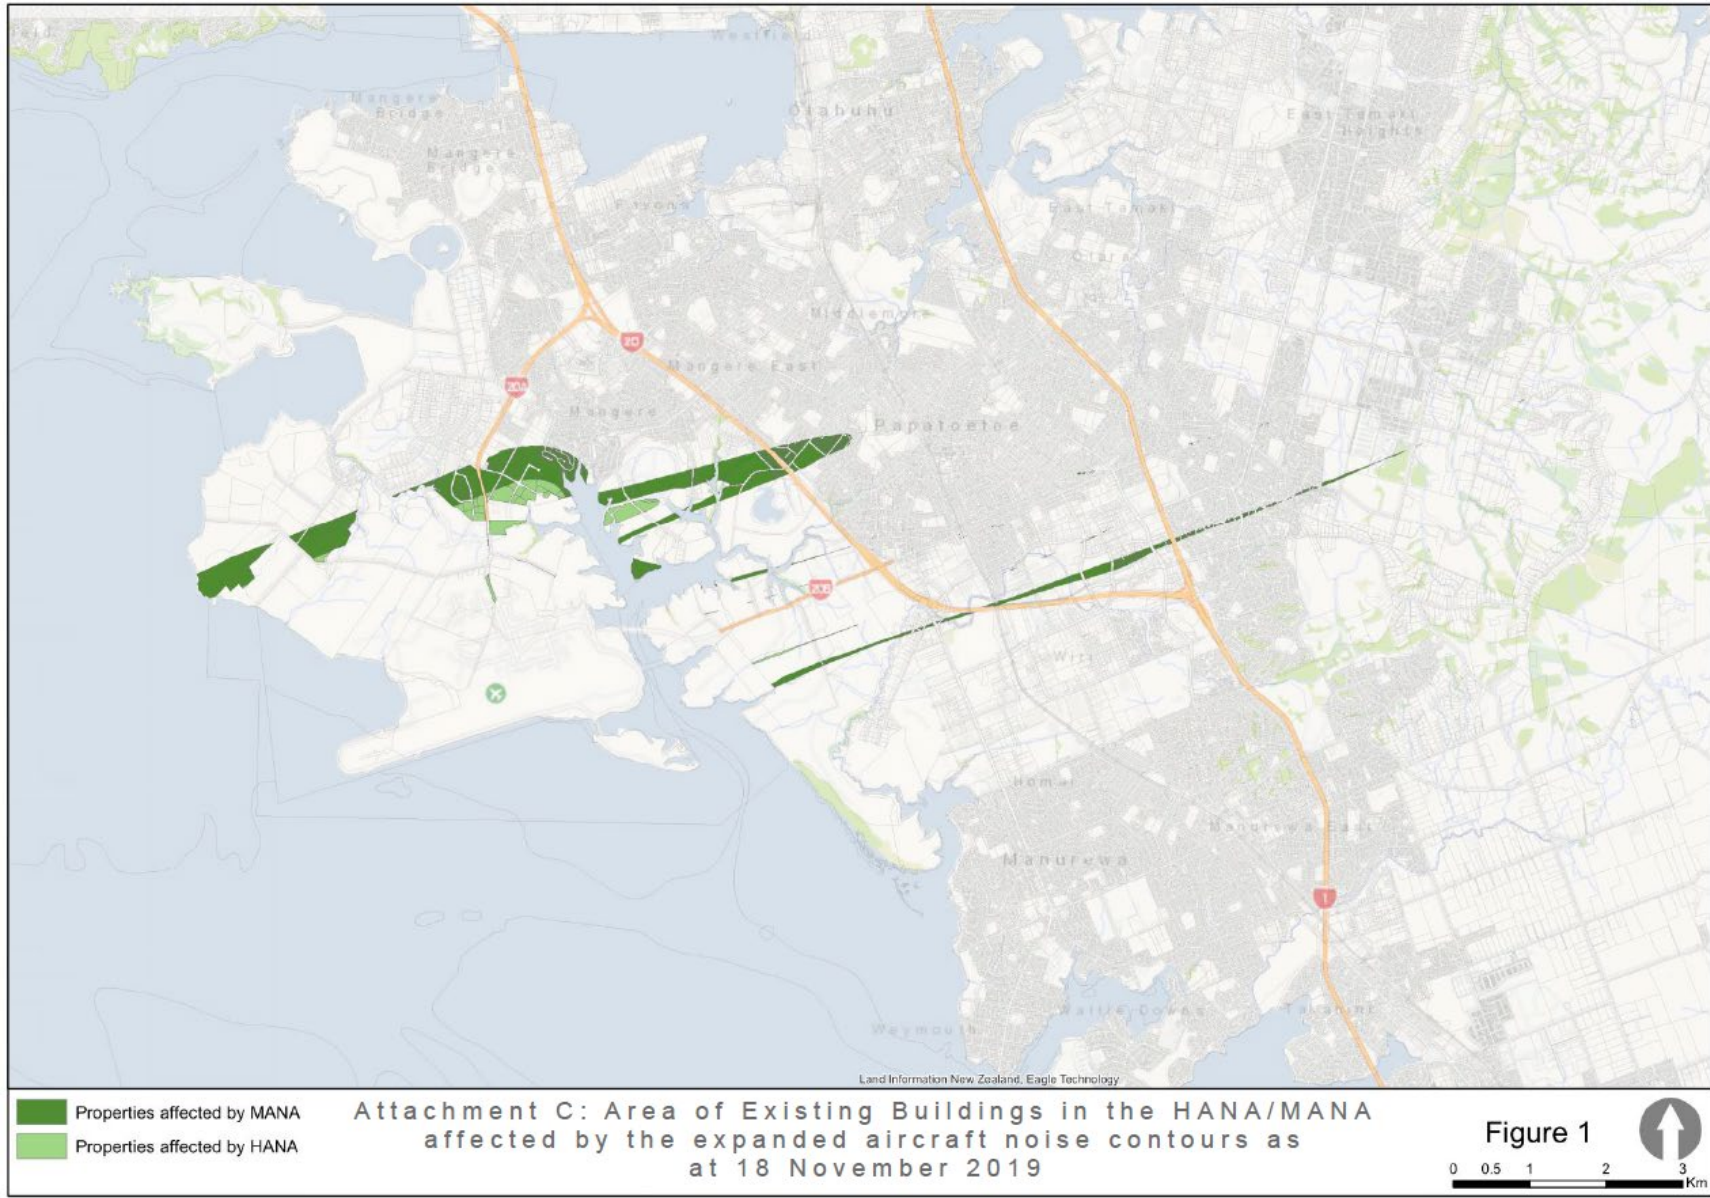 AM
Westfield
Mangere
Bridge
Otahuhu
East Tamaki
Heights
Mangere
Bridge
Favona
East Tamaki
Otara
Middlemore
20
Mangere East
20A
Mangere
Papatoetoe
20B
Wiri
Homai
Manurewa East
Manurewa
1
Wattle Downs
Takanini
Weymouth
Land Information New Zealand, Eagle Technology
Properties affected by MANA
Properties affected by HANA
Attachment C: Area of Existing Buildings in the HANA/MANA
affected by the expanded aircraft noise contours as
at 18 November 2019
Figure 1
0 0.5 1 2 3
Km